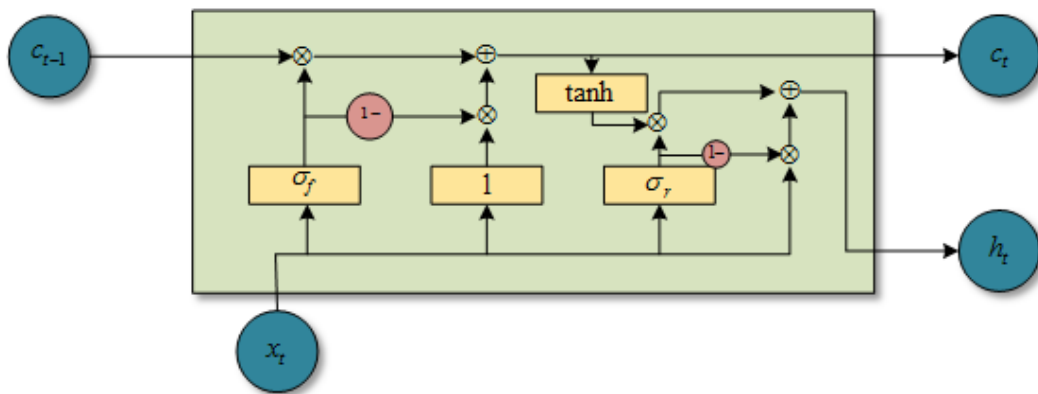 c_{t-1}
c_t
tanh
1-
1-
σ_f
1
σ_r
h_t
x_t